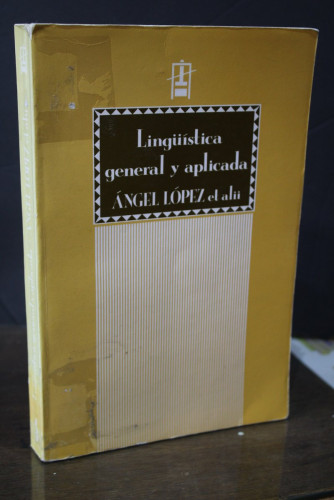 Lingüística
general y aplicada
ÁNGEL LÓPEZ et alii